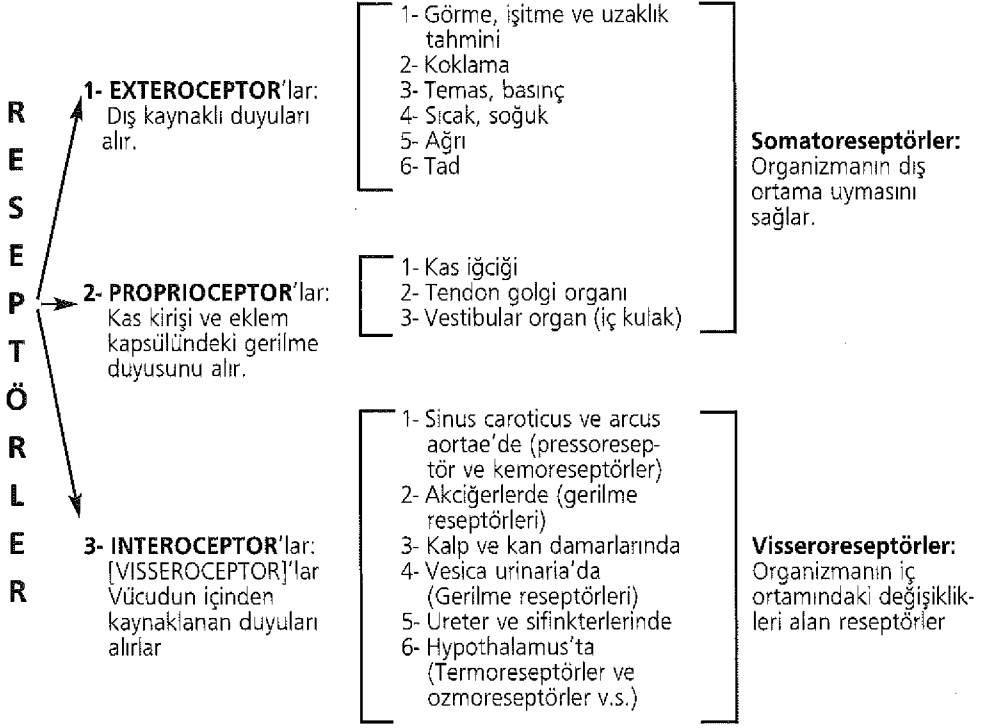 RESEPTÖRLER
1- EXTEROCEPTOR'lar:
Dış kaynaklı duyuları
alır.
1- Görme, işitme ve uzaklık
tahmini
2- Koklama
3- Temas, basınç
4- Sıcak, soğuk
5- Ağrı
6- Tad
2- PROPRIOCEPTOR'lar:
Kas kirişi ve eklem
kapsülündeki gerilme
duyusunu alır.
1- Kas iğciği
2- Tendon golgi organı
3- Vestibular organ (iç kulak)
Somatoreseptörler:
Organizmanın dış
ortama uymasını
sağlar.
3- INTEROCEPTOR'lar:
[VISSEROCEPTOR]'lar
Vücudun içinden
kaynaklanan duyuları
alırlar
1- Sinus caroticus ve arcus
aortae'de (pressoresep-
tör ve kemoreseptörler)
2- Akciğerlerde (gerilme
reseptörleri)
3- Kalp ve kan damarlarında
4- Vesica urinaria'da
(Gerilme reseptörleri)
5- Ureter ve sifinkterlerinde
6- Hypothalamus'ta
(Termoreseptörler ve
ozmoreseptörler v.s.)
Visseroreseptörler:
Organizmanın iç
ortamındaki değişiklik-
leri alan reseptörler